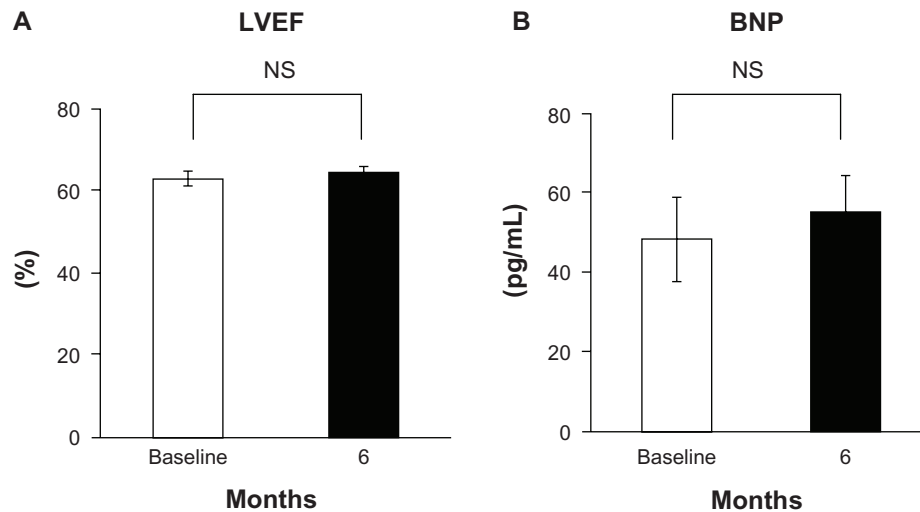 A
LVEF
NS
80
60
40
20
0
(%)
Baseline
6
Months
B
BNP
NS
80
60
40
20
0
(pg/mL)
Baseline
6
Months